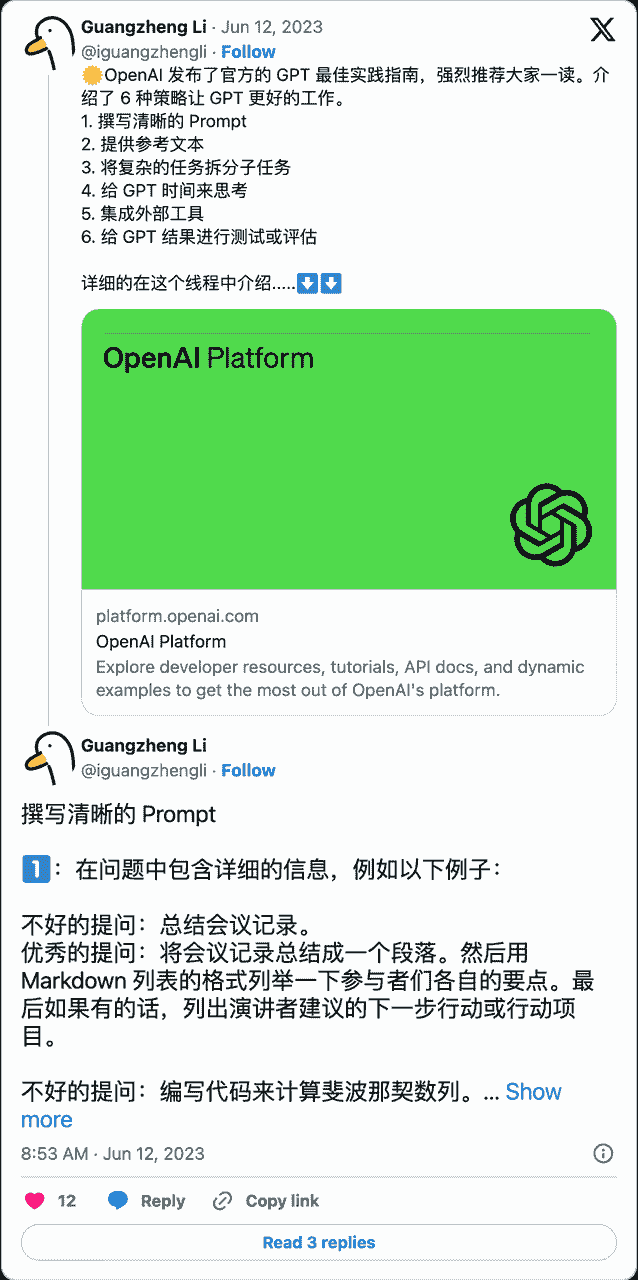 Guangzheng Li · Jun 12, 2023
@iguangzhengli · Follow
OpenAI 发布了官方的 GPT 最佳实践指南，强烈推荐大家一读。介
绍了 6 种策略让 GPT 更好的工作。
1. 撰写清晰的 Prompt
2. 提供参考文本
3. 将复杂的任务拆分子任务
4. 给 GPT 时间来思考
5. 集成外部工具
6. 给 GPT 结果进行测试或评估
详细的在这个线程中介绍.....⬇️⬇️
OpenAI Platform
platform.openai.com
OpenAI Platform
Explore developer resources, tutorials, API docs, and dynamic
examples to get the most out of OpenAI's platform.
Guangzheng Li
@iguangzhengli · Follow
撰写清晰的 Prompt
1️⃣：在问题中包含详细的信息，例如以下例子：
不好的提问：总结会议记录。
优秀的提问：将会议记录总结成一个段落。然后用
Markdown 列表的格式列举一下参与者们各自的要点。最
后如果有的话，列出演讲者建议的下一步行动或行动项
目。
不好的提问：编写代码来计算斐波那契数列。... Show
more
8:53 AM · Jun 12, 2023
12 Reply Copy link
Read 3 replies